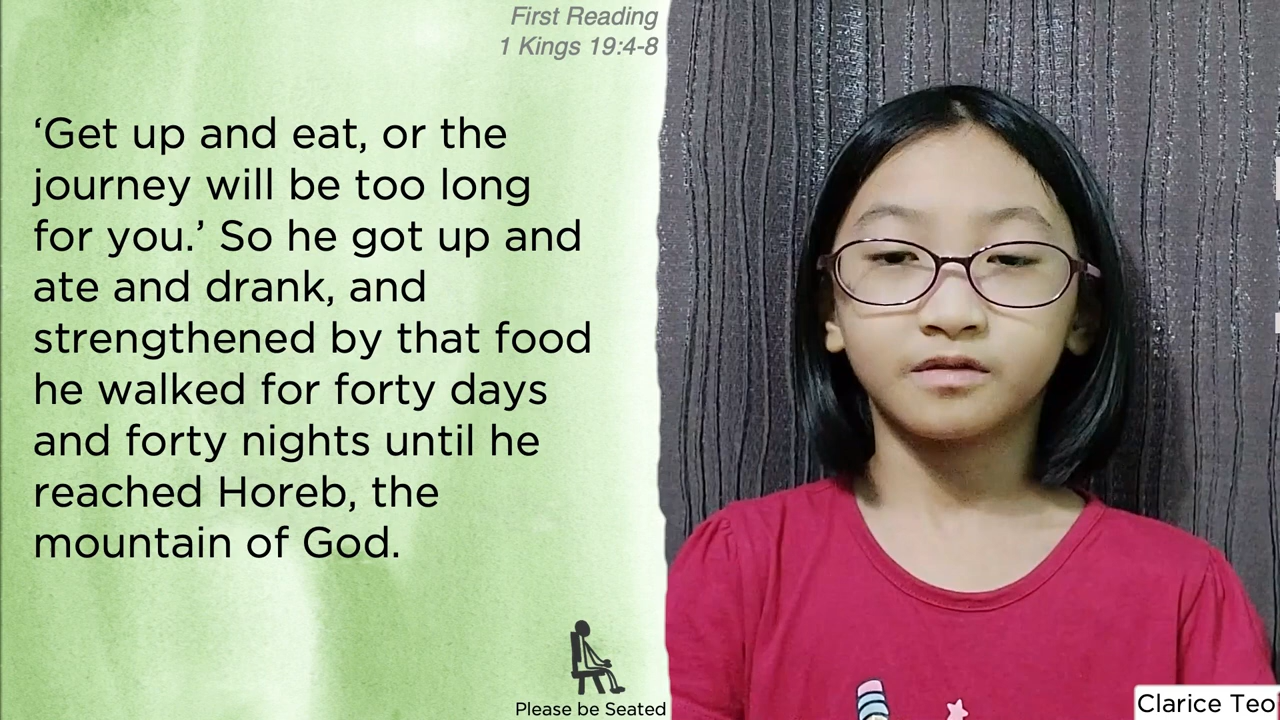 First Reading
1 Kings 19:4-8
‘Get up and eat, or the
journey will be too long
for you.’ So he got up and
ate and drank, and
strengthened by that food
he walked for forty days
and forty nights until he
reached Horeb, the
mountain of God.
Please be Seated
Clarice Teo